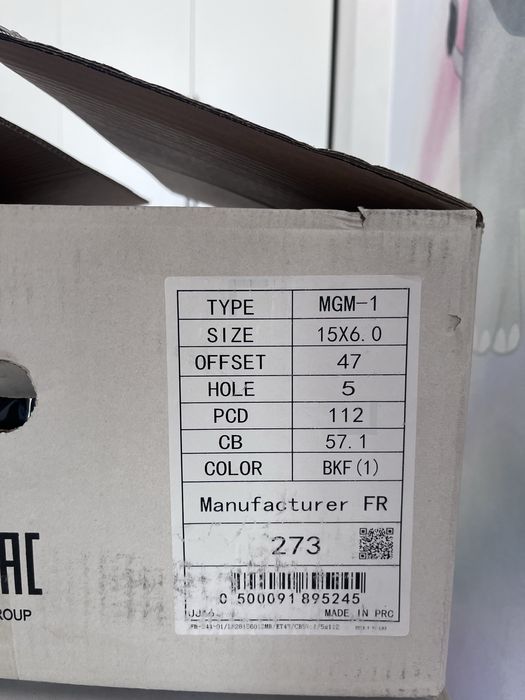 TYPE MGM-1
SIZE 15X6.0
OFFSET 47
HOLE 5
PCD 112
CB 57.1
COLOR BKF(1)
Manufacturer FR
273
0 500091 895245
MADE IN PRC
ROUP